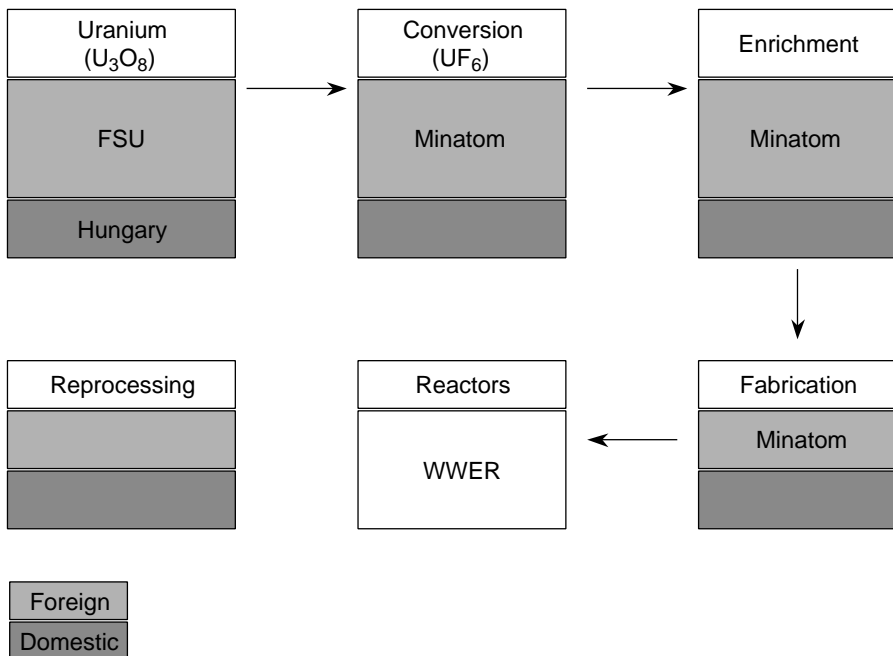 Uranium
(U₃O₈)
FSU
Hungary
Conversion
(UF₆)
Minatom
Enrichment
Minatom
Reprocessing
Reactors
WWER
Fabrication
Minatom
Foreign
Domestic